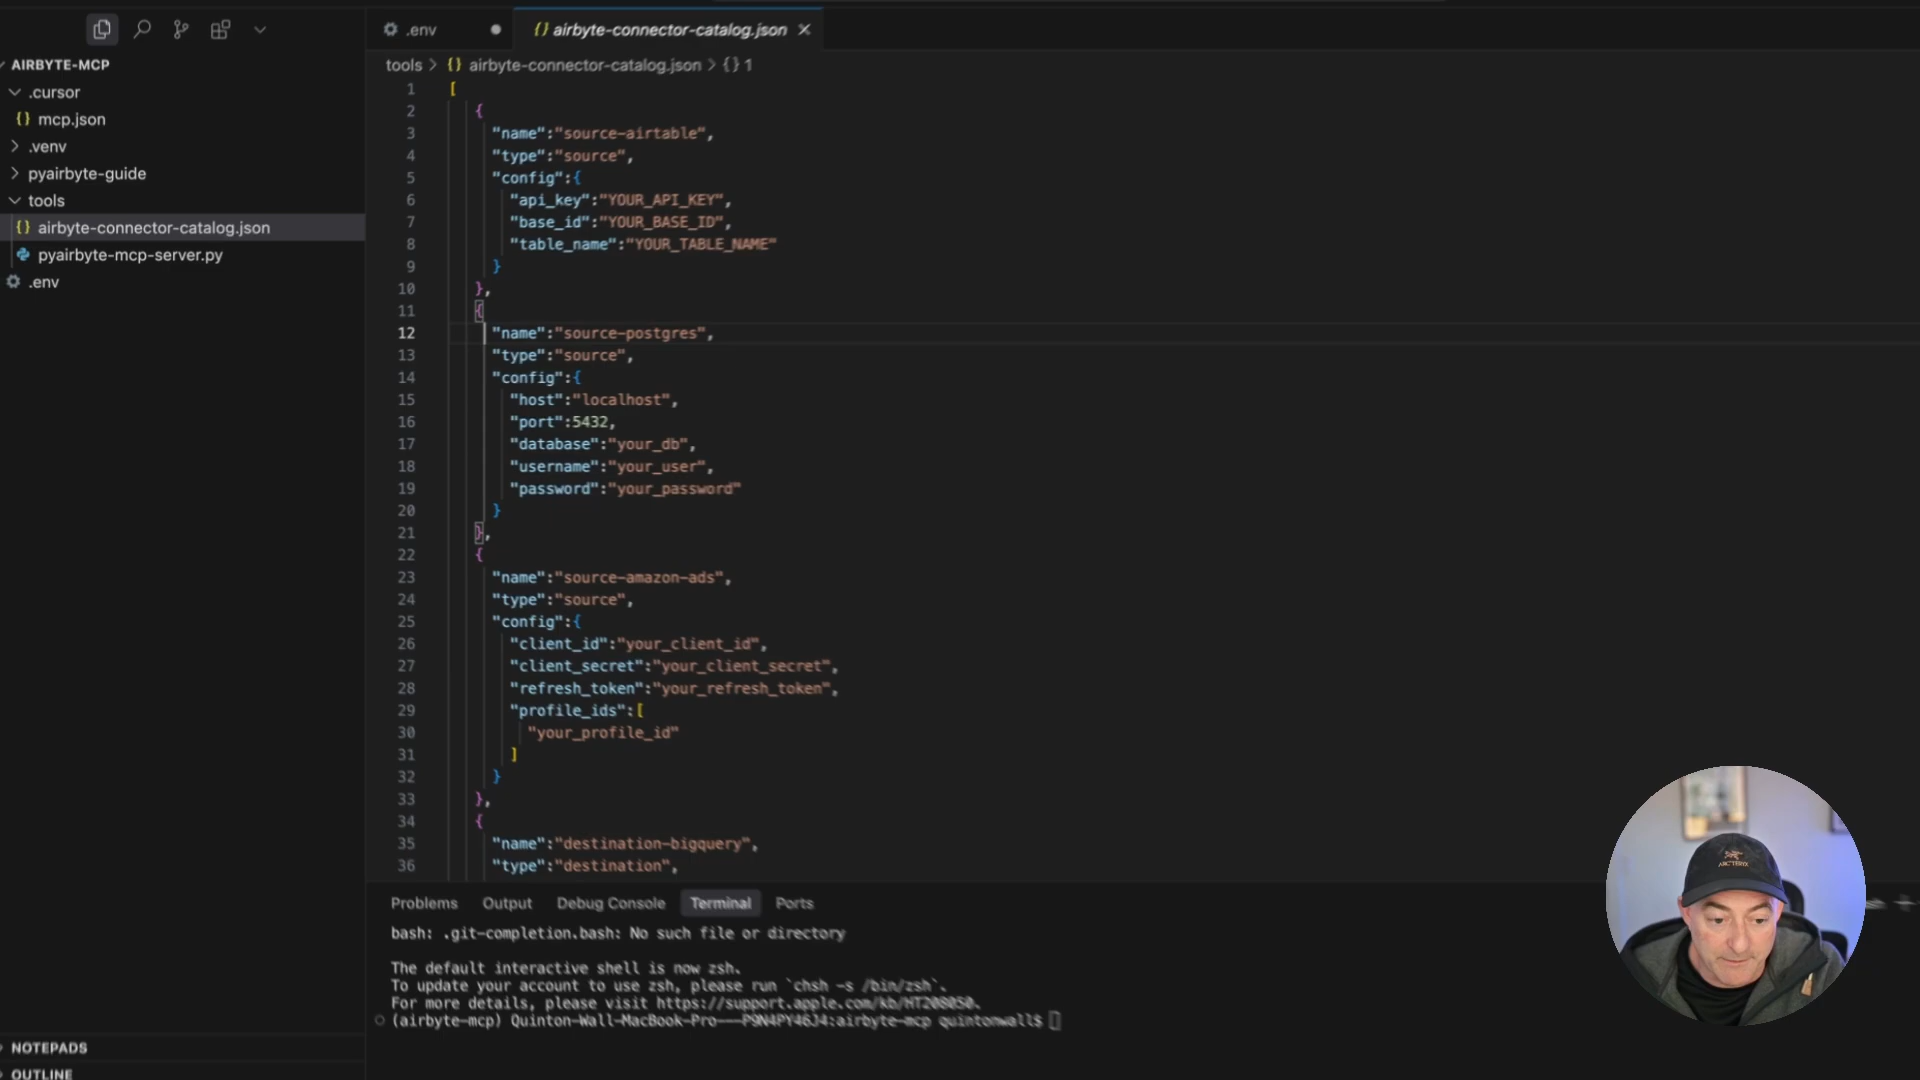 .env
airbyte-connector-catalog.json
AIRBYTE-MCP
.cursor
mcp.json
.venv
pyairbyte-guide
tools
airbyte-connector-catalog.json
pyairbyte-mcp-server.py
.env
NOTEPADS
OUTLINE
tools > {} airbyte-connector-catalog.json > {} 1
1 [
2 {
3 "name":"source-airtable",
4 "type":"source",
5 "config":{
6 "api_key":"YOUR_API_KEY",
7 "base_id":"YOUR_BASE_ID",
8 "table_name":"YOUR_TABLE_NAME"
9 }
10 },
11 {
12 "name":"source-postgres",
13 "type":"source",
14 "config":{
15 "host":"localhost",
16 "port":5432,
17 "database":"your_db",
18 "username":"your_user",
19 "password":"your_password"
20 }
21 },
22 {
23 "name":"source-amazon-ads",
24 "type":"source",
25 "config":{
26 "client_id":"your_client_id",
27 "client_secret":"your_client_secret",
28 "refresh_token":"your_refresh_token",
29 "profile_ids":[
30 "your_profile_id"
31 ]
32 }
33 },
34 {
35 "name":"destination-bigquery",
36 "type":"destination",
Problems Output Debug Console Terminal Ports
bash: .git-completion.bash: No such file or directory
The default interactive shell is now zsh.
To update your account to use zsh, please run `chsh -s /bin/zsh`.
For more details, please visit https://support.apple.com/kb/HT208050.
(airbyte-mcp) Quinton-Wall-MacBook-Pro---P9N4PY46J4:airbyte-mcp quintonwall$
ARC'TERYX